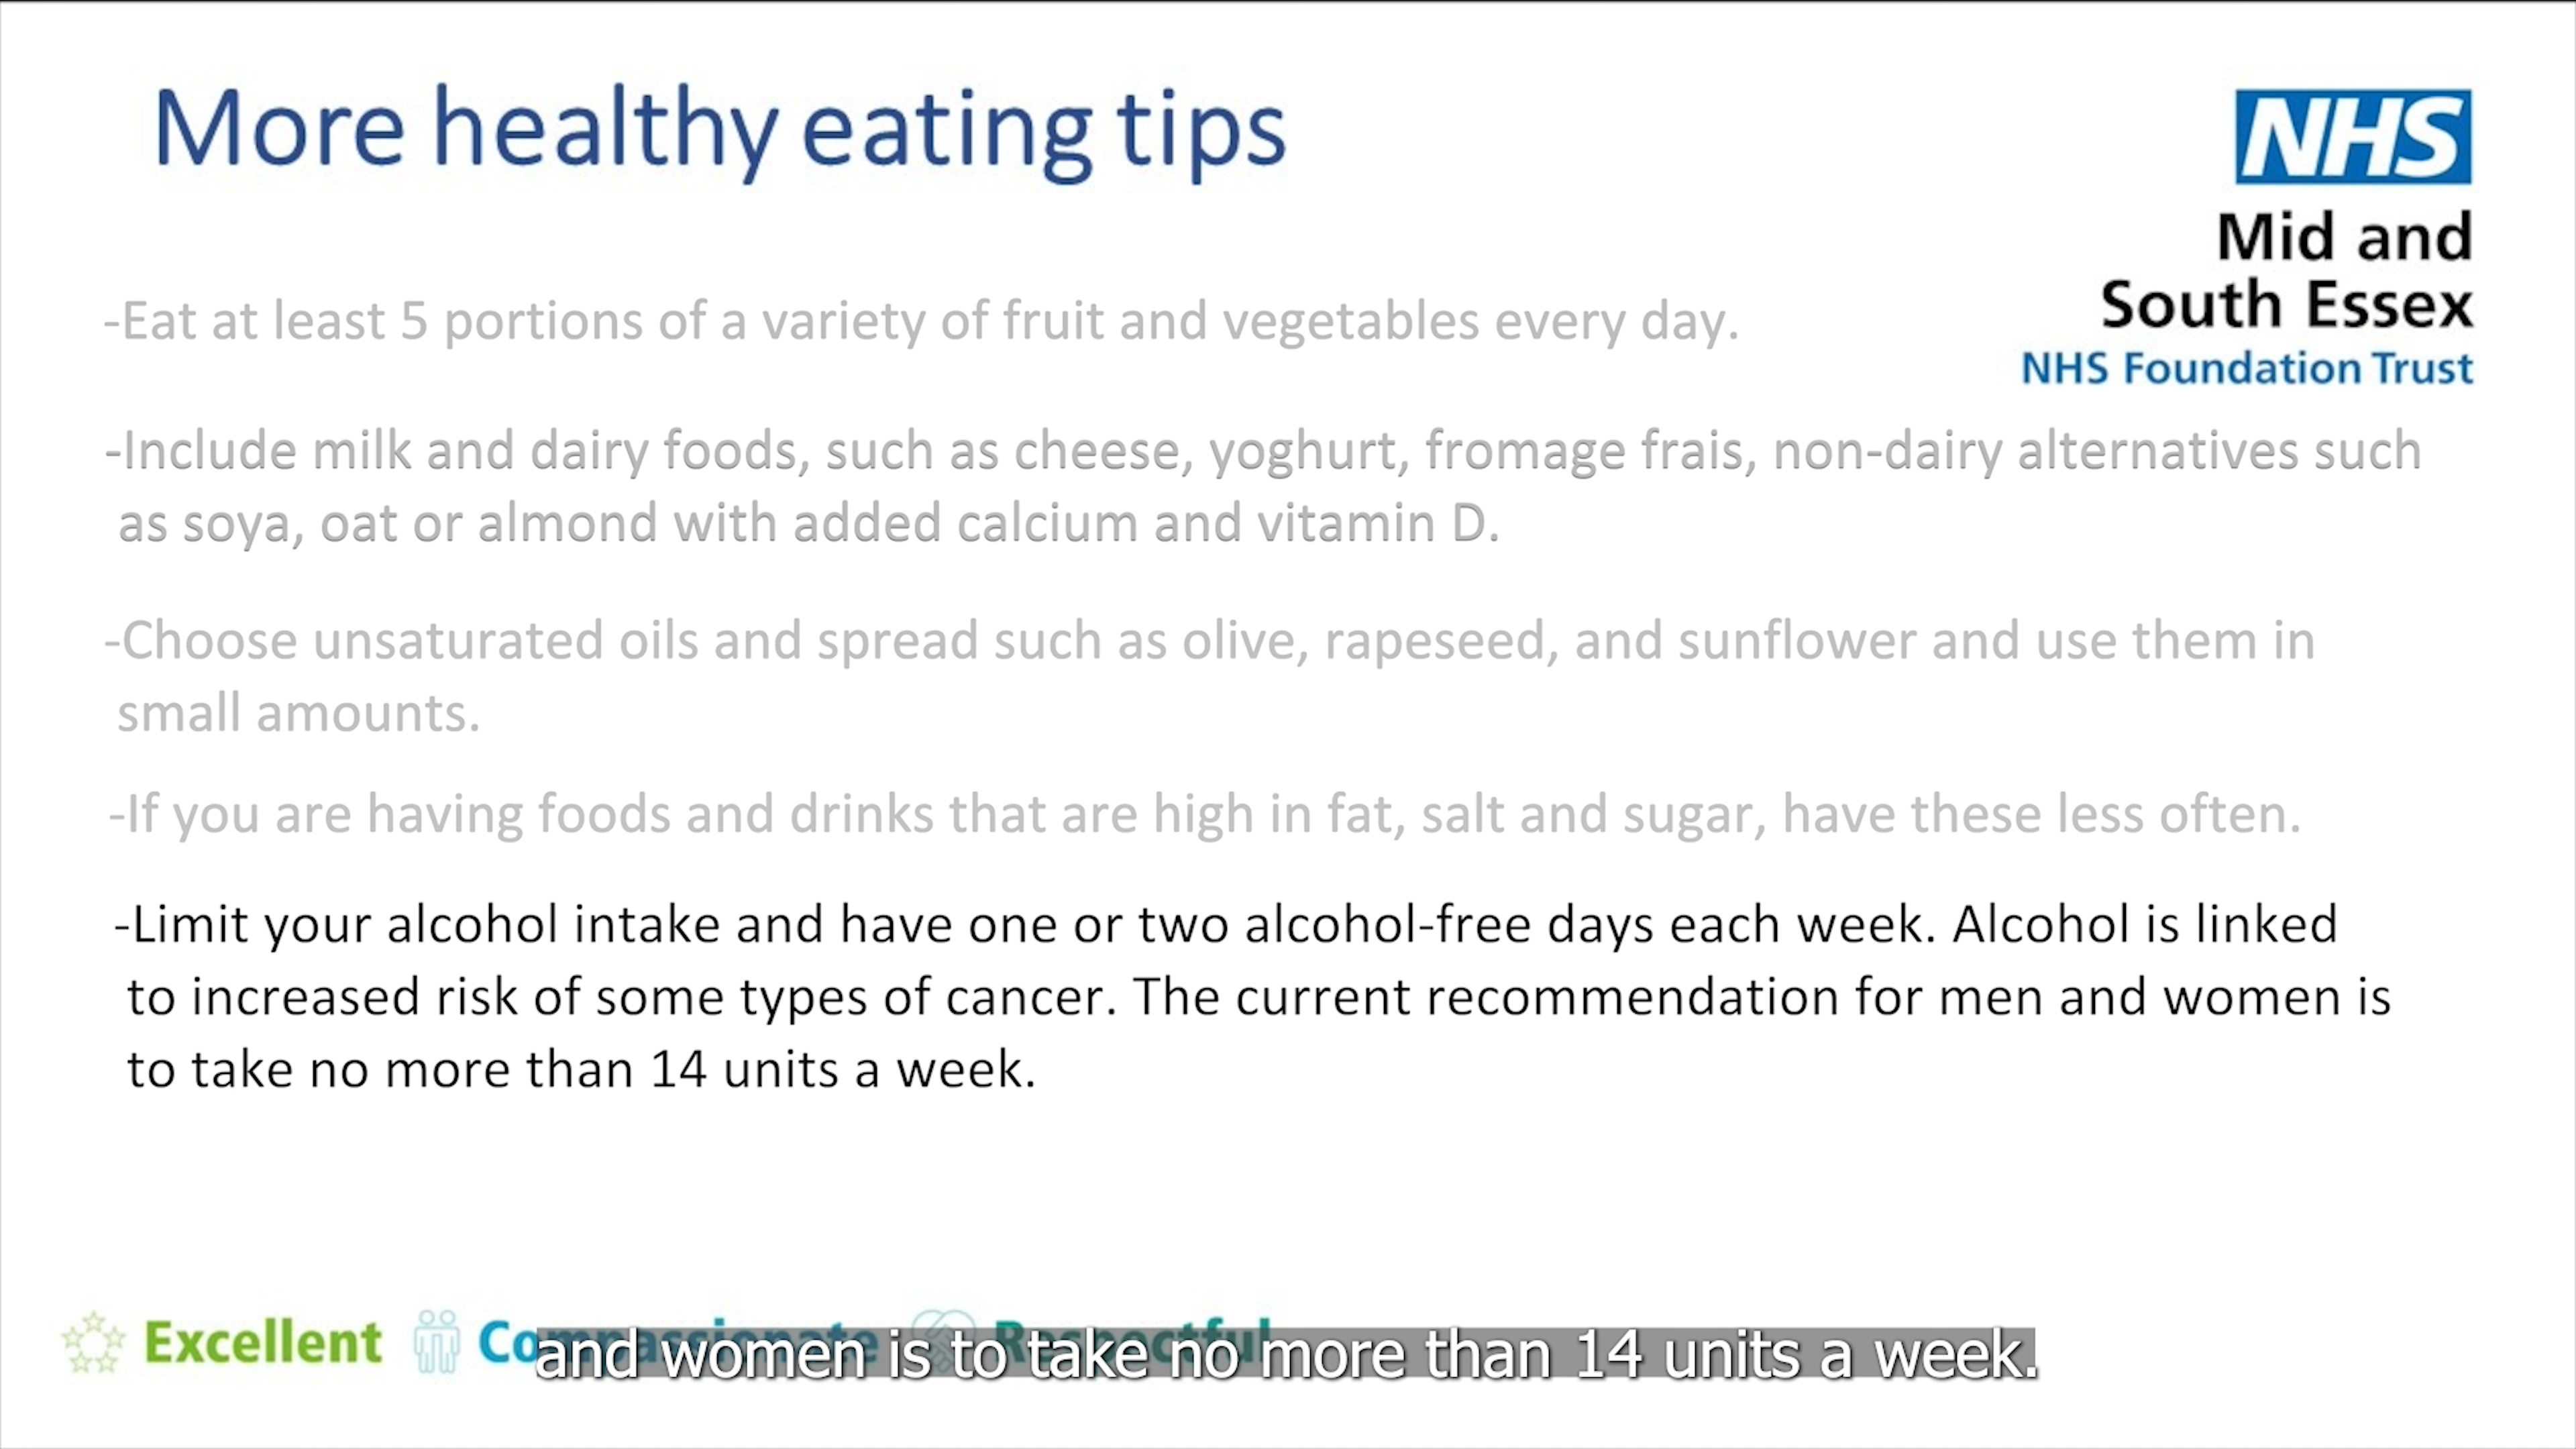 More healthy eating tips
NHS
Mid and
South Essex
NHS Foundation Trust
-Eat at least 5 portions of a variety of fruit and vegetables every day.
-Include milk and dairy foods, such as cheese, yoghurt, fromage frais, non-dairy alternatives such
as soya, oat or almond with added calcium and vitamin D.
-Choose unsaturated oils and spread such as olive, rapeseed, and sunflower and use them in
small amounts.
-If you are having foods and drinks that are high in fat, salt and sugar, have these less often.
-Limit your alcohol intake and have one or two alcohol-free days each week. Alcohol is linked
to increased risk of some types of cancer. The current recommendation for men and women is
to take no more than 14 units a week.
Excellent Compassionate Respectful
and women is to take no more than 14 units a week.